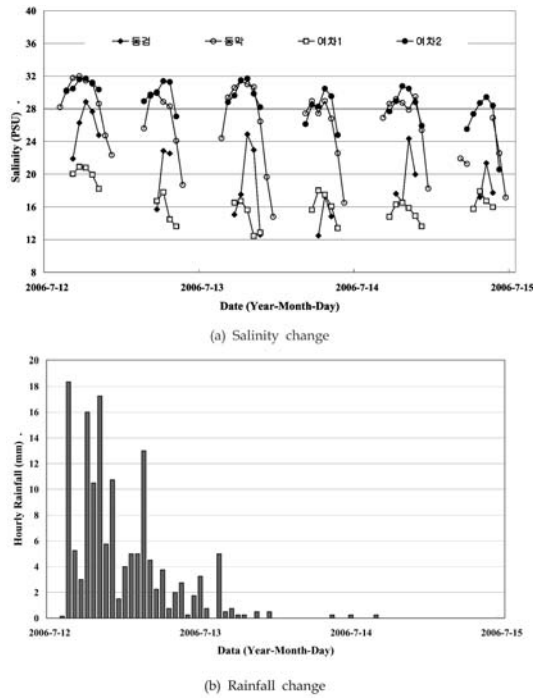 40
36
32
28
24
20
16
12
8
Salinity (PSU)
동검
동막
여차1
여차2
2006-7-12
2006-7-13
2006-7-14
2006-7-15
Date (Year-Month-Day)
(a) Salinity change
20
18
16
14
12
10
8
6
4
2
0
Hourly Rainfall (mm)
2006-7-12
2006-7-13
2006-7-14
2006-7-15
Data (Year-Month-Day)
(b) Rainfall change